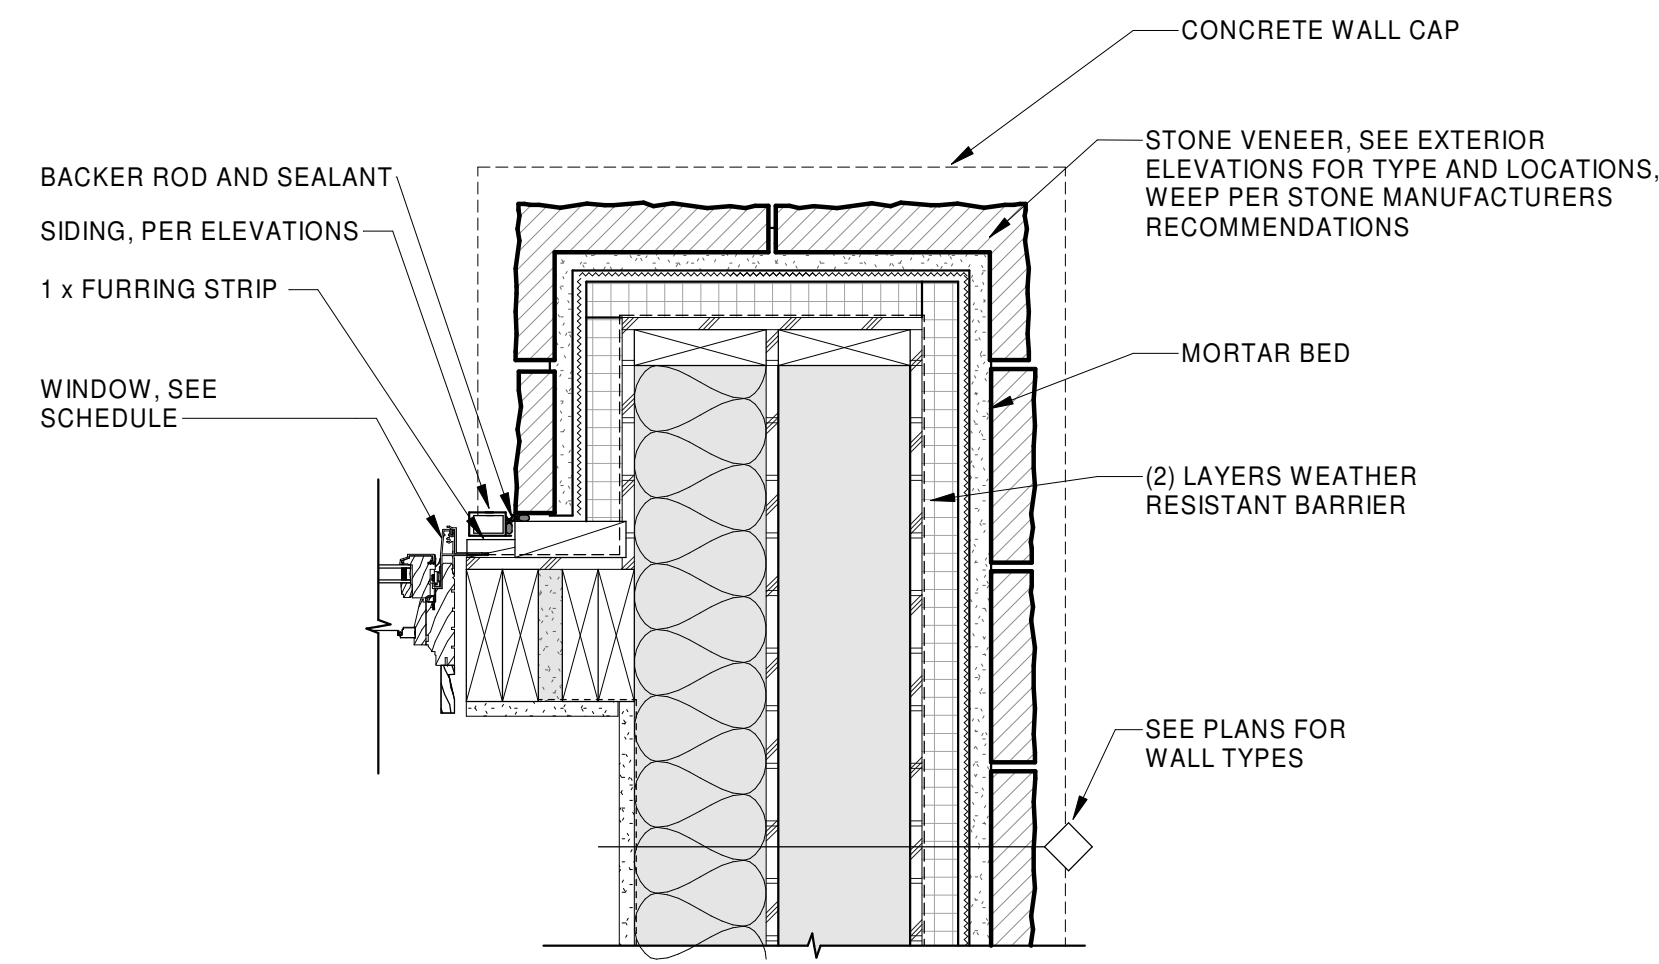 CONCRETE WALL CAP
STONE VENEER, SEE EXTERIOR
ELEVATIONS FOR TYPE AND LOCATIONS,
WEEP PER STONE MANUFACTURERS
RECOMMENDATIONS
BACKER ROD AND SEALANT
SIDING, PER ELEVATIONS
1 x FURRING STRIP
MORTAR BED
WINDOW, SEE
SCHEDULE
(2) LAYERS WEATHER
RESISTANT BARRIER
SEE PLANS FOR
WALL TYPES